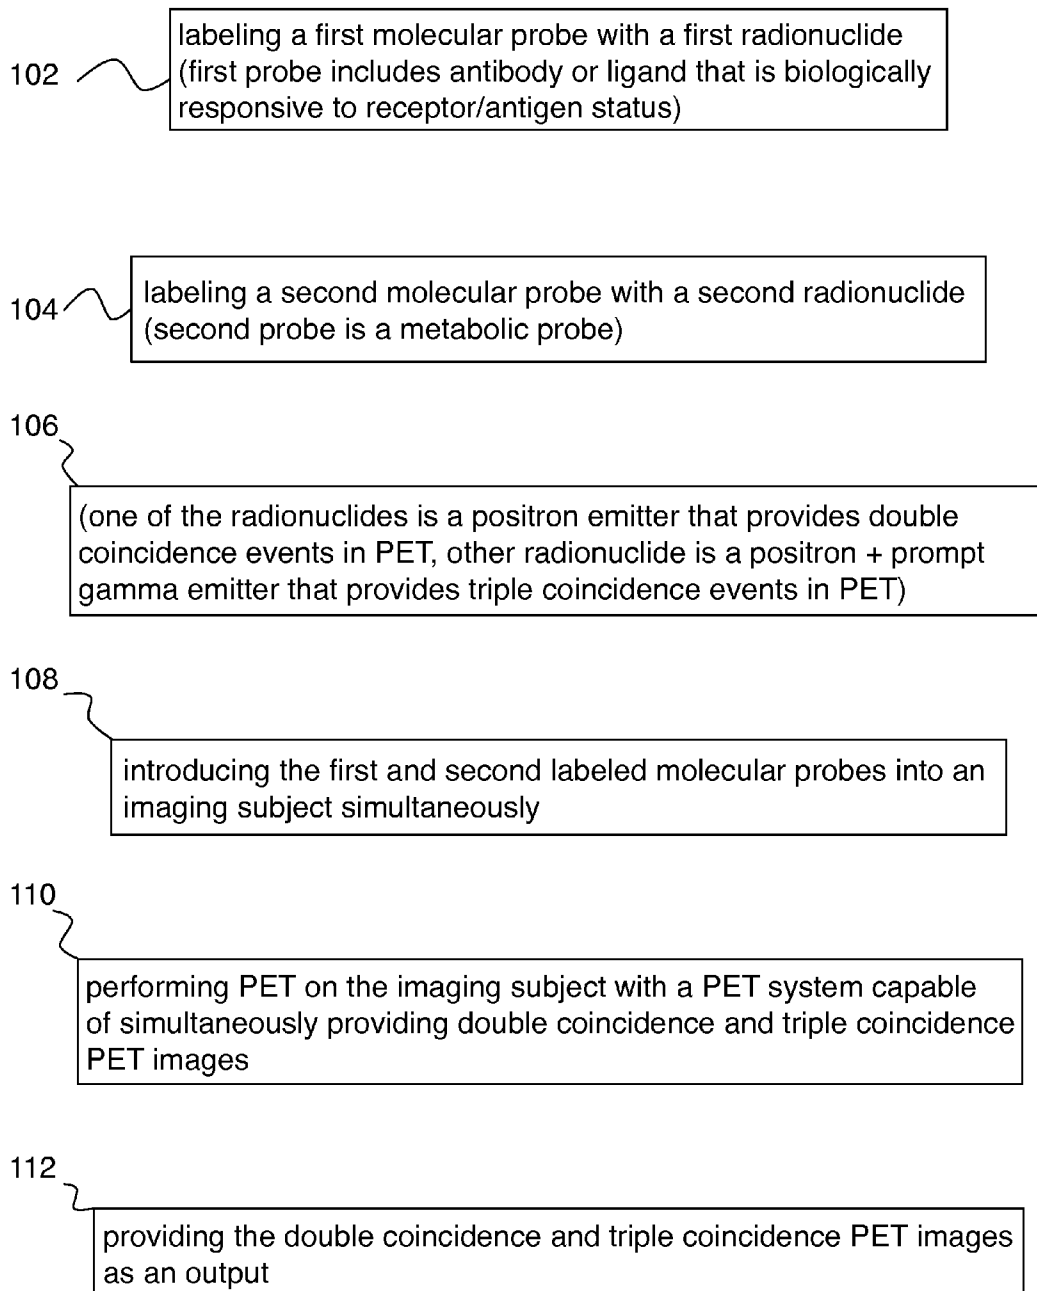 102
labeling a first molecular probe with a first radionuclide
(first probe includes antibody or ligand that is biologically
responsive to receptor/antigen status)
104
labeling a second molecular probe with a second radionuclide
(second probe is a metabolic probe)
106
(one of the radionuclides is a positron emitter that provides double
coincidence events in PET, other radionuclide is a positron + prompt
gamma emitter that provides triple coincidence events in PET)
108
introducing the first and second labeled molecular probes into an
imaging subject simultaneously
110
performing PET on the imaging subject with a PET system capable
of simultaneously providing double coincidence and triple coincidence
PET images
112
providing the double coincidence and triple coincidence PET images
as an output